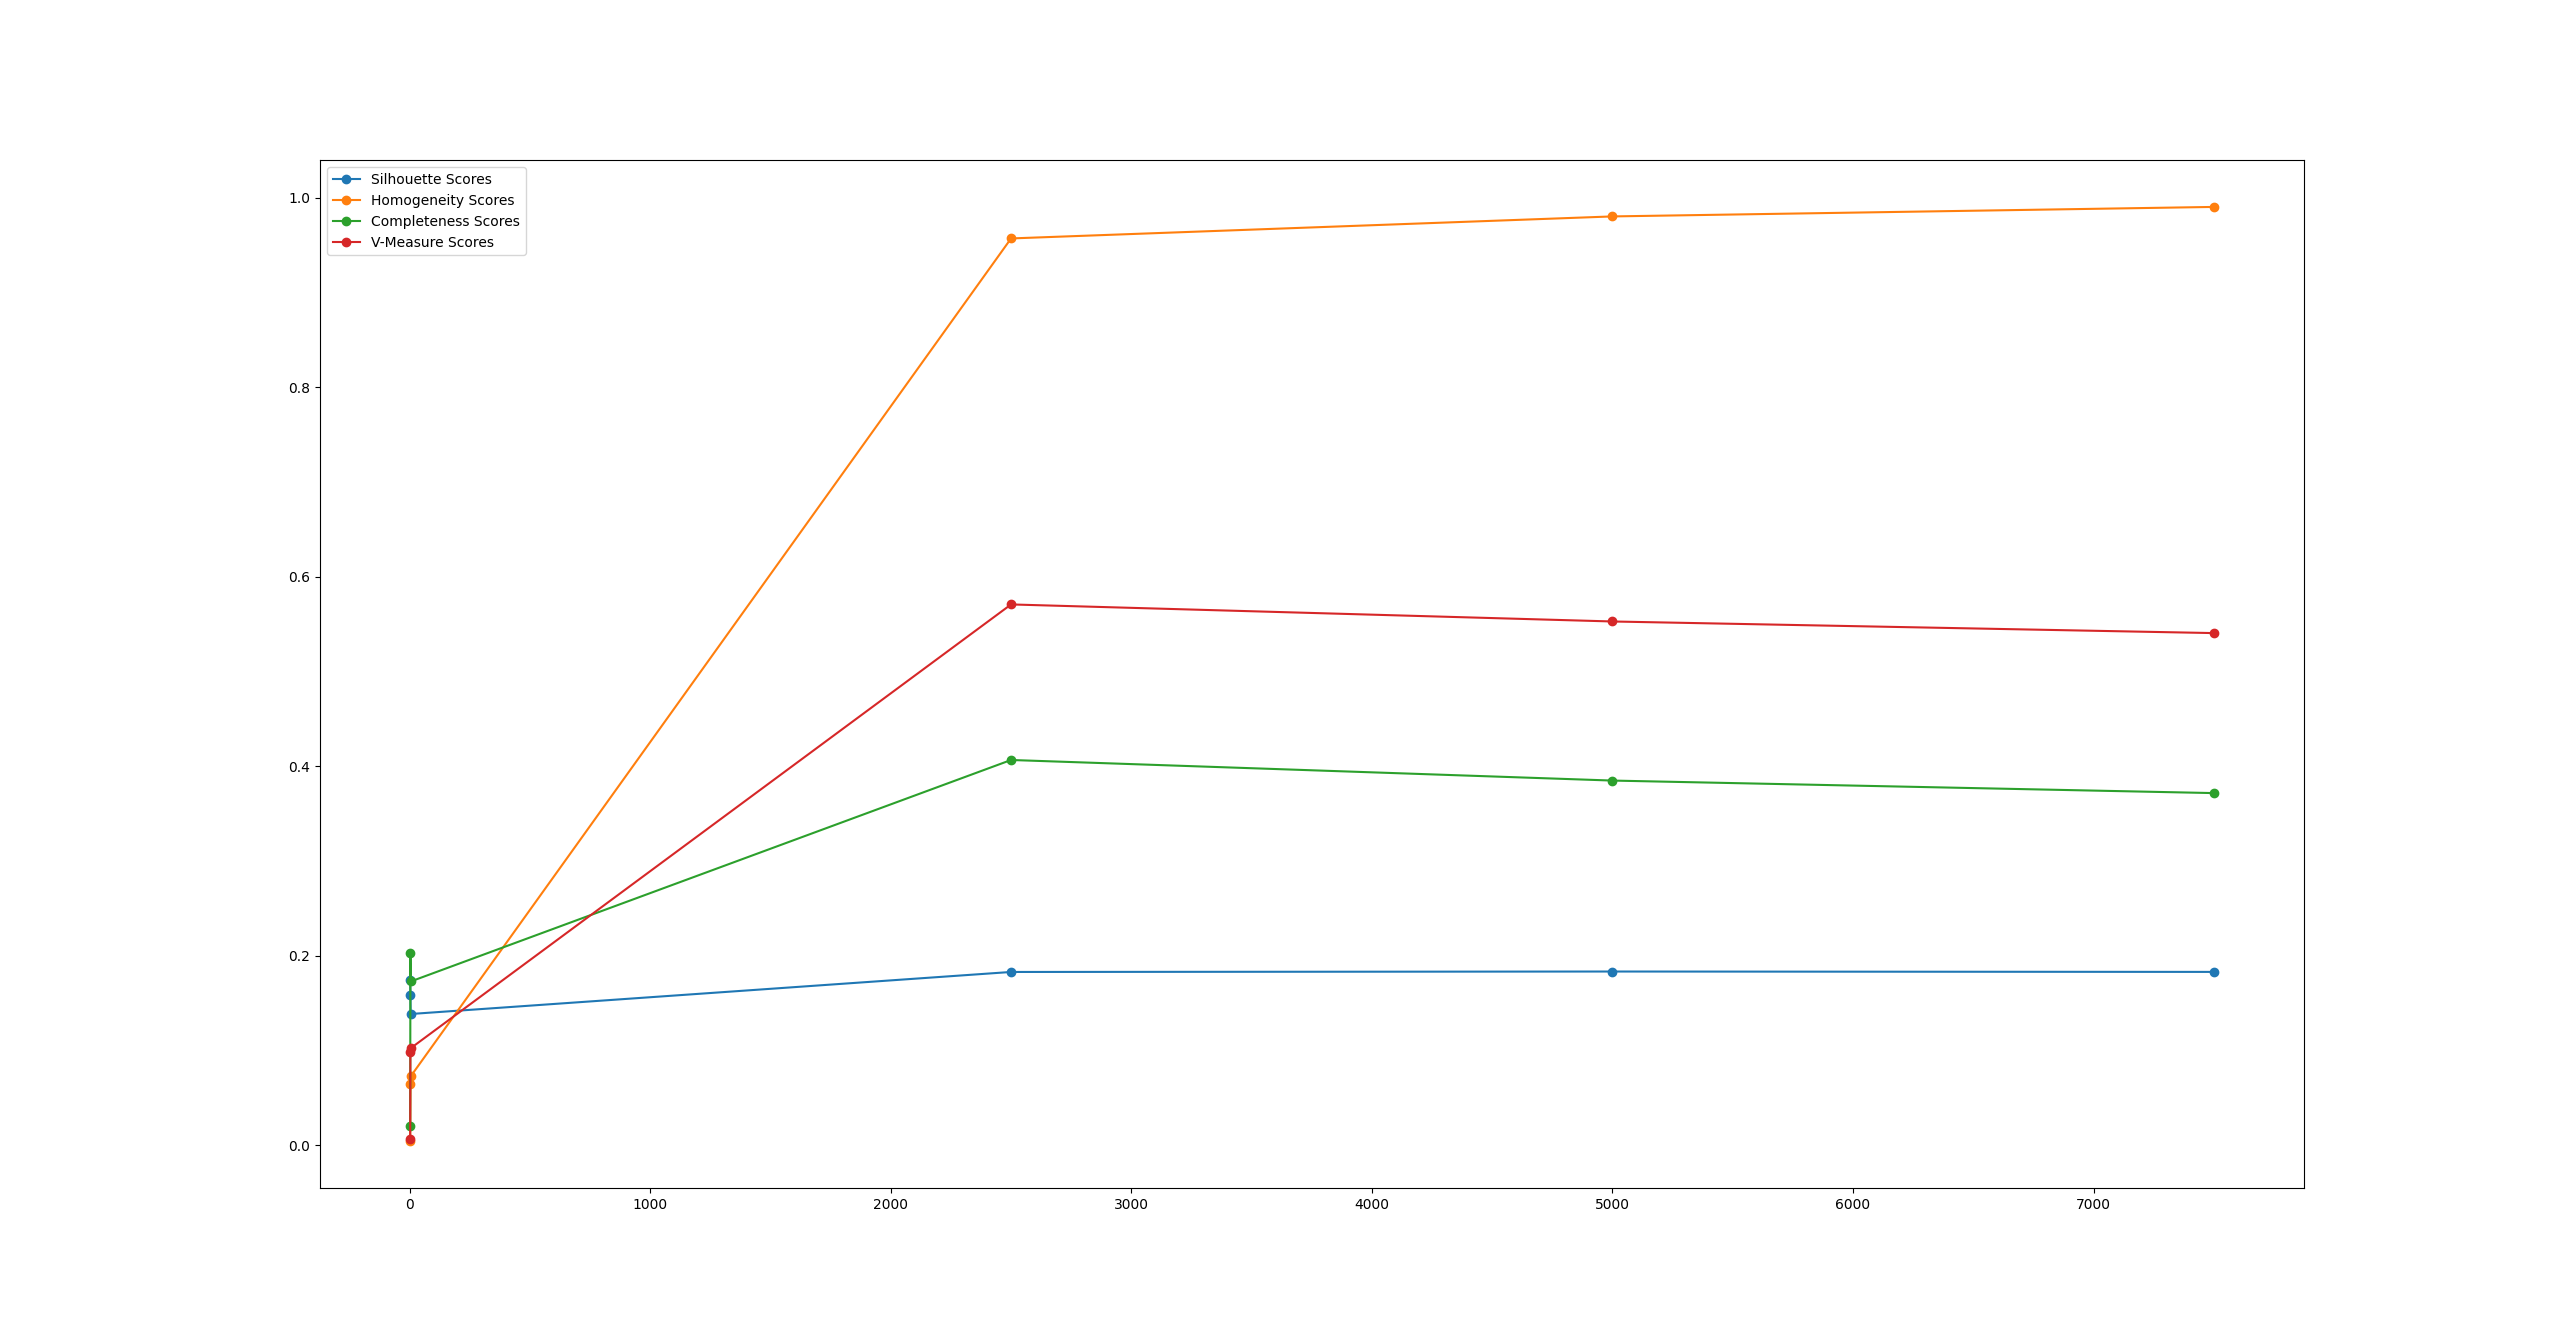 Silhouette Scores
Homogeneity Scores
Completeness Scores
V-Measure Scores
1.0
0.8
0.6
0.4
0.2
0.0
0 1000 2000 3000 4000 5000 6000 7000